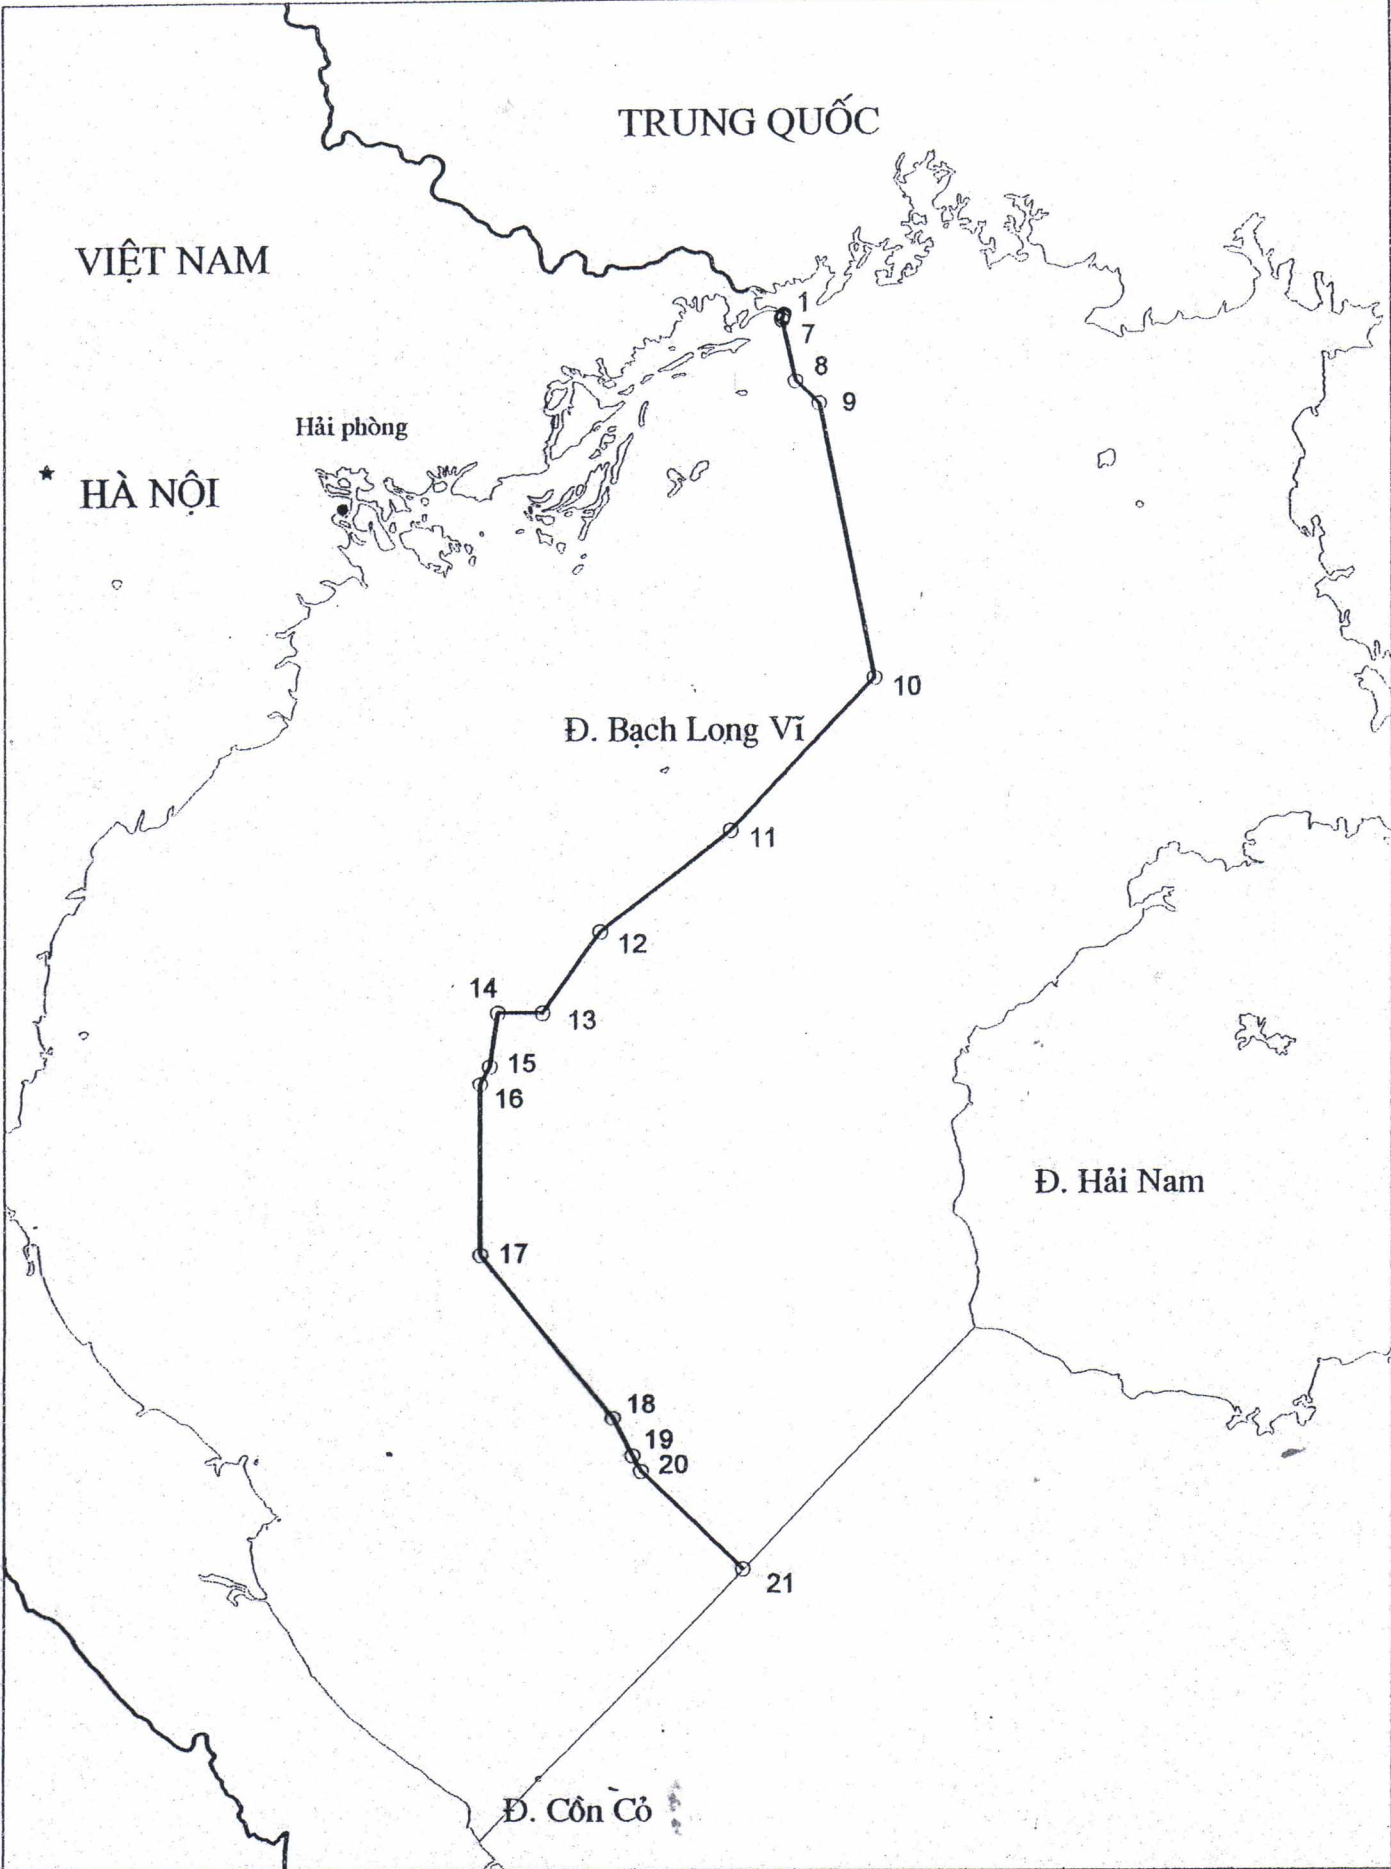 TRUNG QUỐC
VIỆT NAM
1
7
8
9
Hải phòng
HÀ NỘI
10
Đ. Bạch Long Vĩ
11
12
14
13
15
16
Đ. Hải Nam
17
18
19
20
21
Đ. Cồn Cỏ